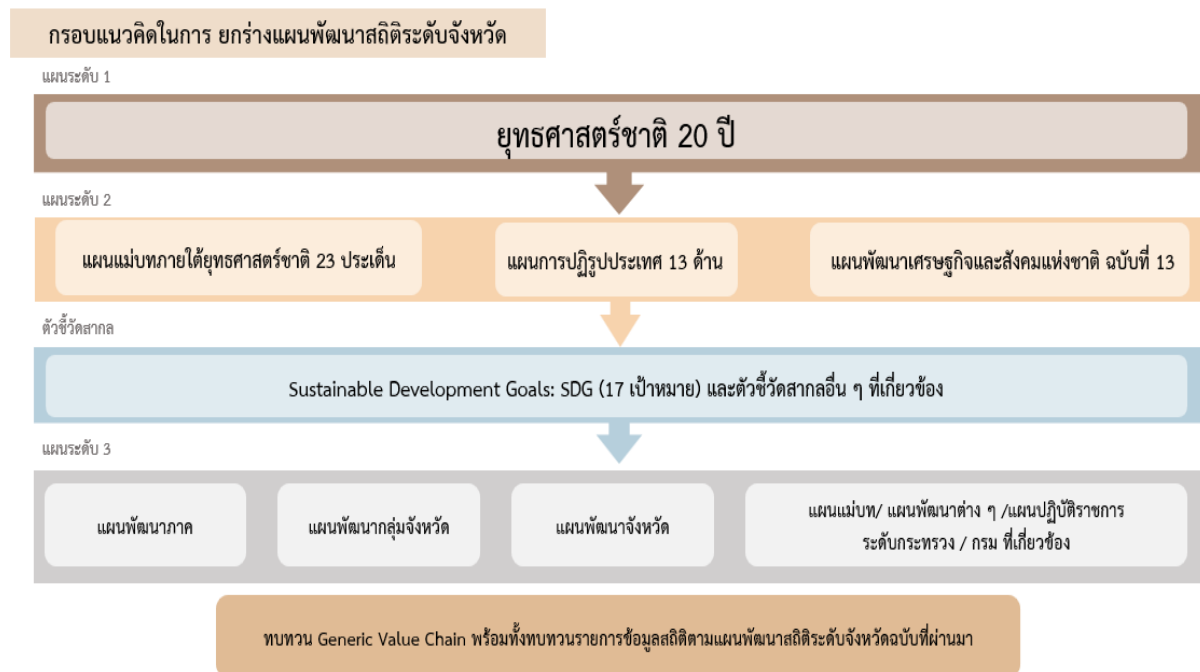 กรอบแนวคิดในการ ยกร่างแผนพัฒนาสถิติระดับจังหวัด
แผนระดับ 1
ยุทธศาสตร์ชาติ 20 ปี
แผนระดับ 2
แผนแม่บทภายใต้ยุทธศาสตร์ชาติ 23 ประเด็น
แผนการปฏิรูปประเทศ 13 ด้าน
แผนพัฒนาเศรษฐกิจและสังคมแห่งชาติ ฉบับที่ 13
ตัวชี้วัดสากล
Sustainable Development Goals: SDG (17 เป้าหมาย) และตัวชี้วัดสากลอื่น ๆ ที่เกี่ยวข้อง
แผนระดับ 3
แผนพัฒนาภาค
แผนพัฒนากลุ่มจังหวัด
แผนพัฒนาจังหวัด
แผนแม่บท/ แผนพัฒนาต่าง ๆ /แผนปฏิบัติราชการ
ระดับกระทรวง / กรม ที่เกี่ยวข้อง
ทบทวน Generic Value Chain พร้อมทั้งทบทวนรายการข้อมูลสถิติตามแผนพัฒนาสถิติระดับจังหวัดฉบับที่ผ่านมา